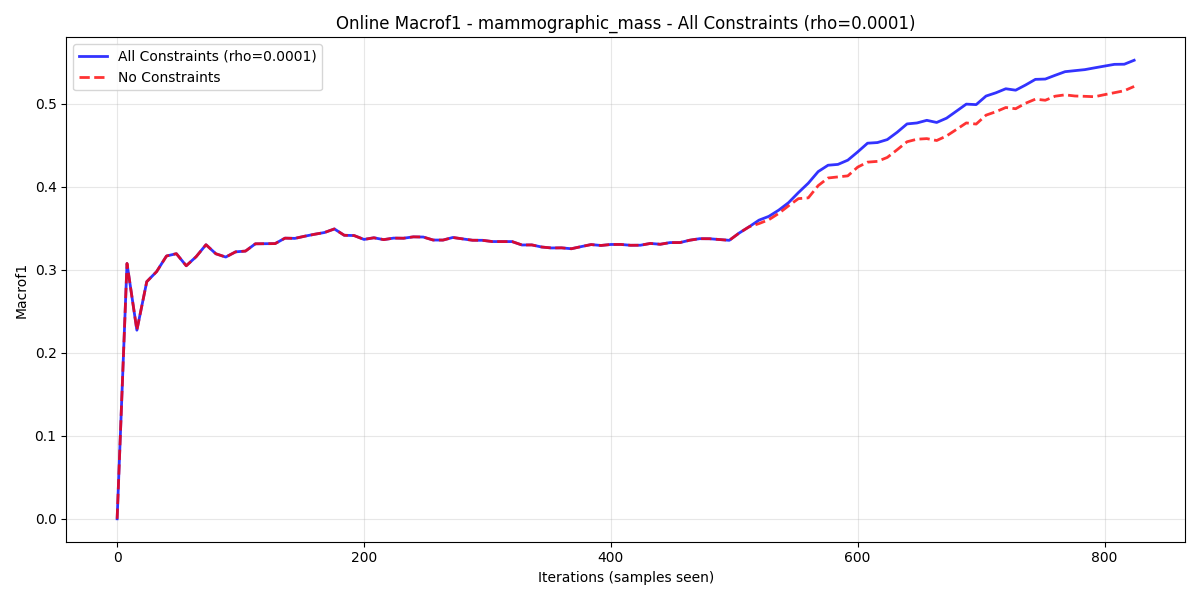 Online Macrof1 - mammographic_mass - All Constraints (rho=0.0001)
All Constraints (rho=0.0001)
No Constraints
Macrof1
0.5
0.4
0.3
0.2
0.1
0.0
0 200 400 600 800
Iterations (samples seen)